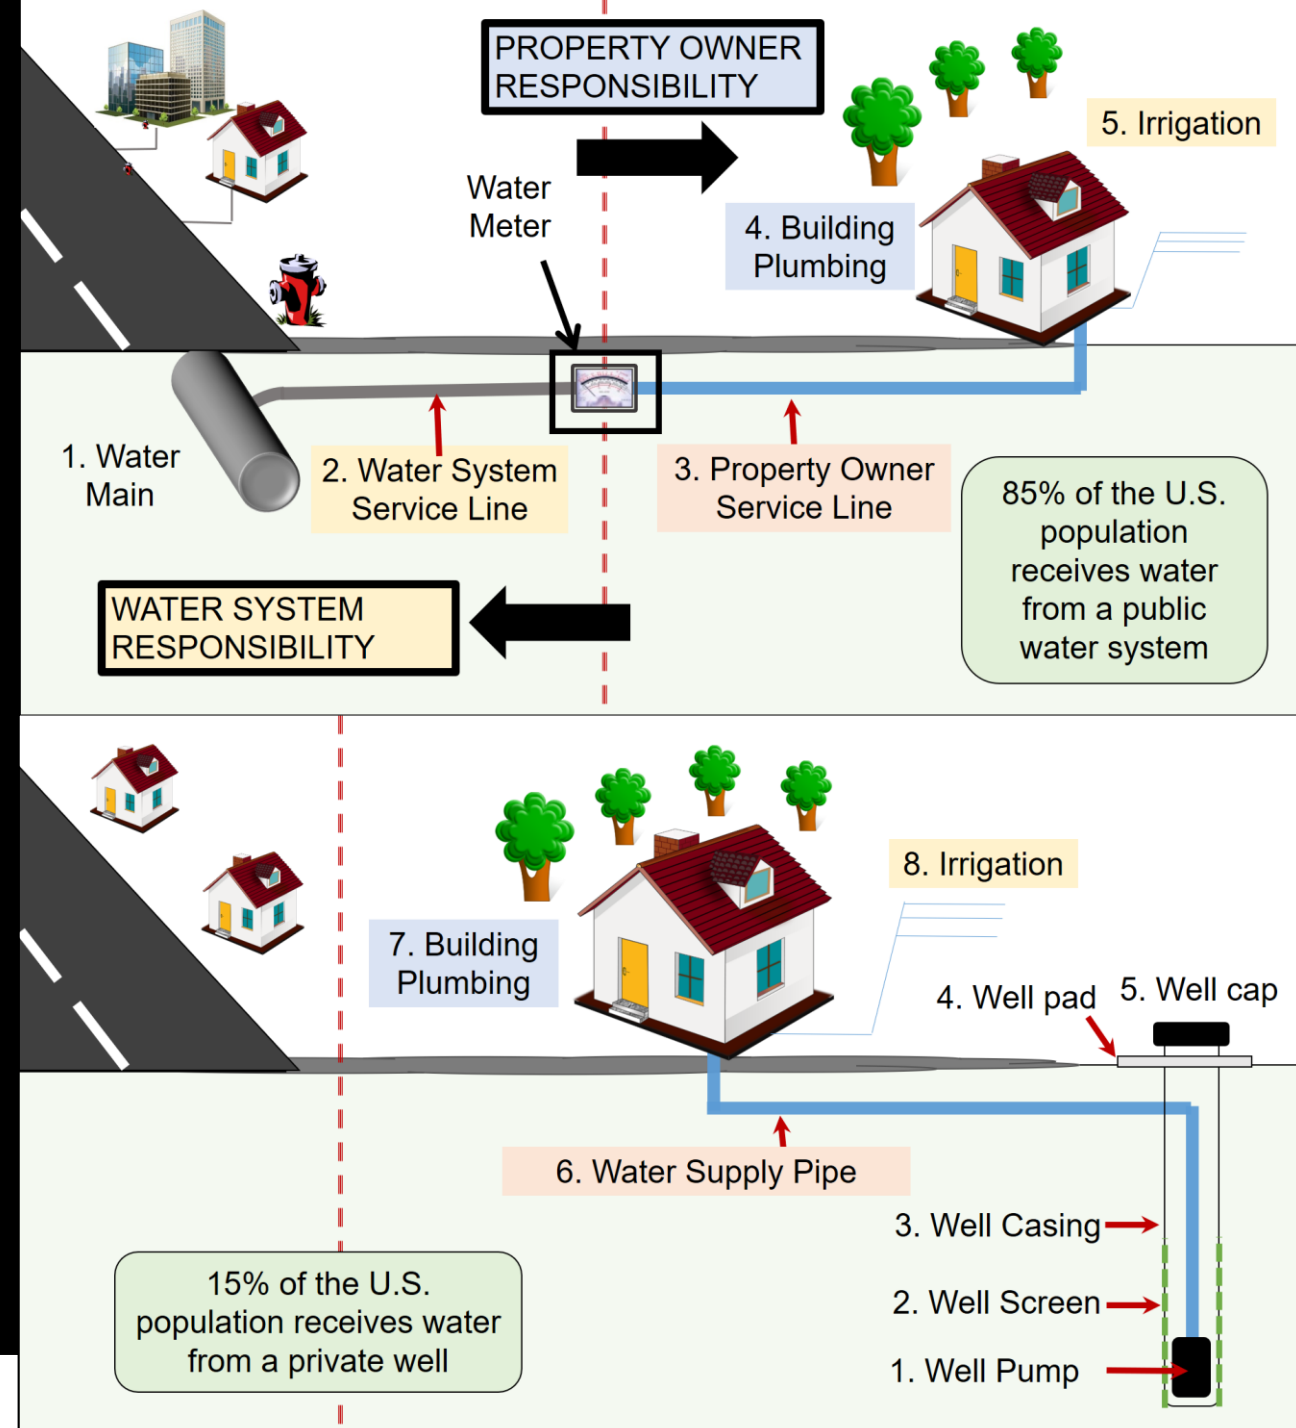 PROPERTY OWNER
RESPONSIBILITY
5. Irrigation
Water
Meter
4. Building
Plumbing
1. Water
Main
2. Water System
Service Line
3. Property Owner
Service Line
85% of the U.S.
population
receives water
from a public
water system
WATER SYSTEM
RESPONSIBILITY
8. Irrigation
7. Building
Plumbing
4. Well pad
5. Well cap
6. Water Supply Pipe
3. Well Casing
2. Well Screen
1. Well Pump
15% of the U.S.
population receives water
from a private well